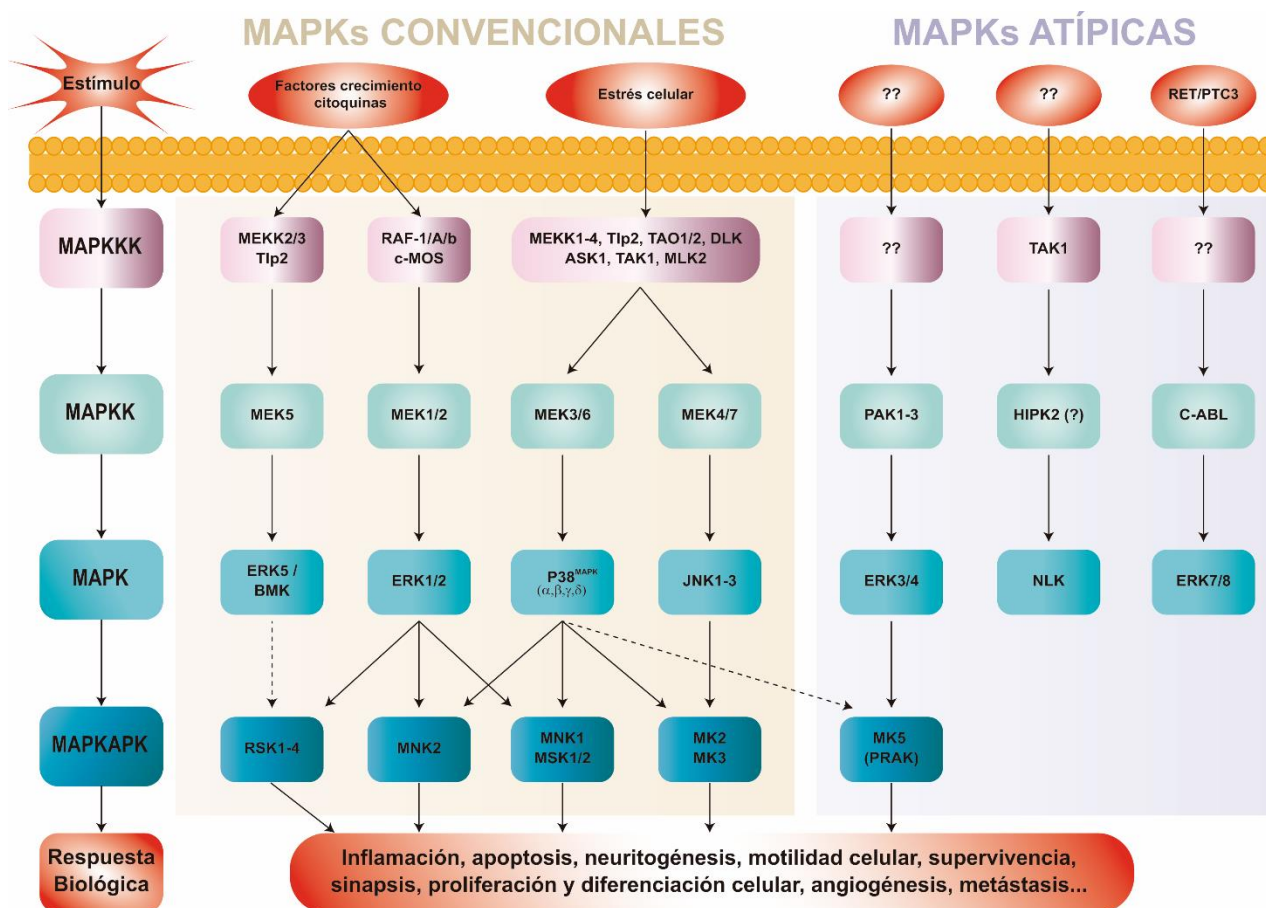 MAPKs CONVENCIONALES
MAPKs ATÍPICAS
Estímulo
Factores crecimiento
citoquinas
Estrés celular
??
??
RET/PTC3
MAPKKK
MEKK2/3
Tlp2
RAF-1/A/b
c-MOS
MEKK1-4, Tlp2, TAO1/2, DLK
ASK1, TAK1, MLK2
??
TAK1
??
MAPKK
MEK5
MEK1/2
MEK3/6
MEK4/7
PAK1-3
HIPK2 (?)
C-ABL
MAPK
ERK5 /
BMK
ERK1/2
P38MAPK
(α,β,γ,δ)
JNK1-3
ERK3/4
NLK
ERK7/8
MAPKAPK
RSK1-4
MNK2
MNK1
MSK1/2
MK2
MK3
MK5
(PRAK)
Respuesta
Biológica
Inflamación, apoptosis, neuritogénesis, motilidad celular, supervivencia,
sinapsis, proliferación y diferenciación celular, angiogénesis, metástasis...